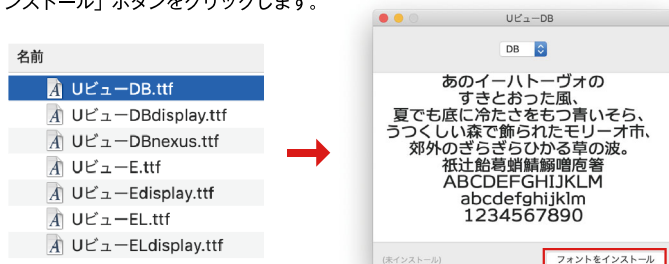 ンストール」ボタンをクリックします。
名前
UビューDB.ttf
UビューDBdisplay.ttf
UビューDBnexus.ttf
UビューE.ttf
UビューEdisplay.ttf
UビューEL.ttf
UビューELdisplay.ttf
UビューDB
DB
あのイーハトーヴォの
すきとおった風、
夏でも底に冷たさをもつ青いそら、
うつくしい森で飾られたモリーオ市、
郊外のぎらぎらひかる草の波。
祇辻飴葛蛸鯖鰯噌庖箸
ABCDEFGHIJKLM
abcdefghijklm
1234567890
(未インストール)
フォントをインストール